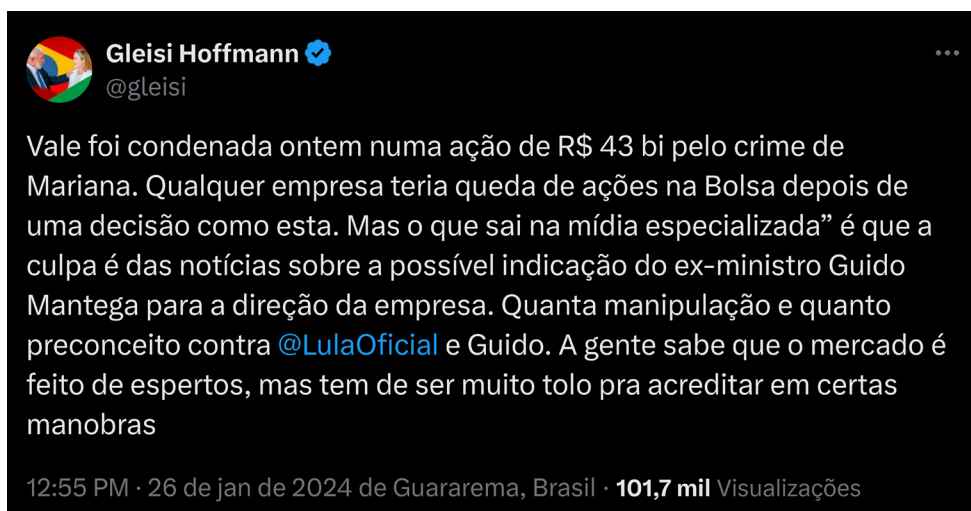 Gleisi Hoffmann
@gleisi
Vale foi condenada ontem numa ação de R$ 43 bi pelo crime de
Mariana. Qualquer empresa teria queda de ações na Bolsa depois de
uma decisão como esta. Mas o que sai na mídia especializada” é que a
culpa é das notícias sobre a possível indicação do ex-ministro Guido
Mantega para a direção da empresa. Quanta manipulação e quanto
preconceito contra @LulaOficial e Guido. A gente sabe que o mercado é
feito de espertos, mas tem de ser muito tolo pra acreditar em certas
manobras
12:55 PM · 26 de jan de 2024 de Guararema, Brasil · 101,7 mil Visualizações